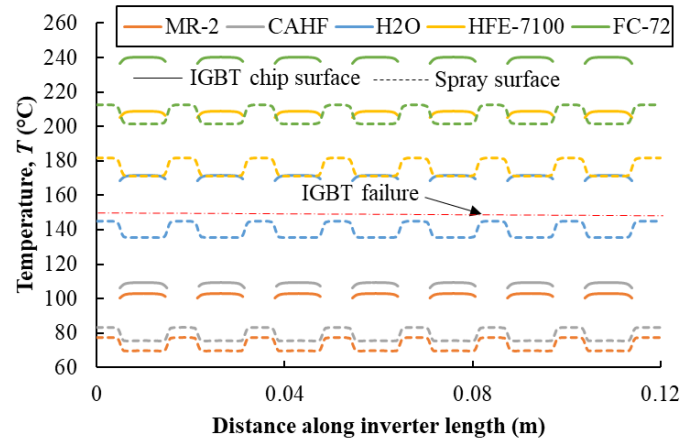 260
240
220
200
180
160
140
120
100
80
60
Temperature, T (°C)
MR-2 CAHF H2O HFE-7100 FC-72
IGBT chip surface Spray surface
IGBT failure
0 0.04 0.08 0.12
Distance along inverter length (m)